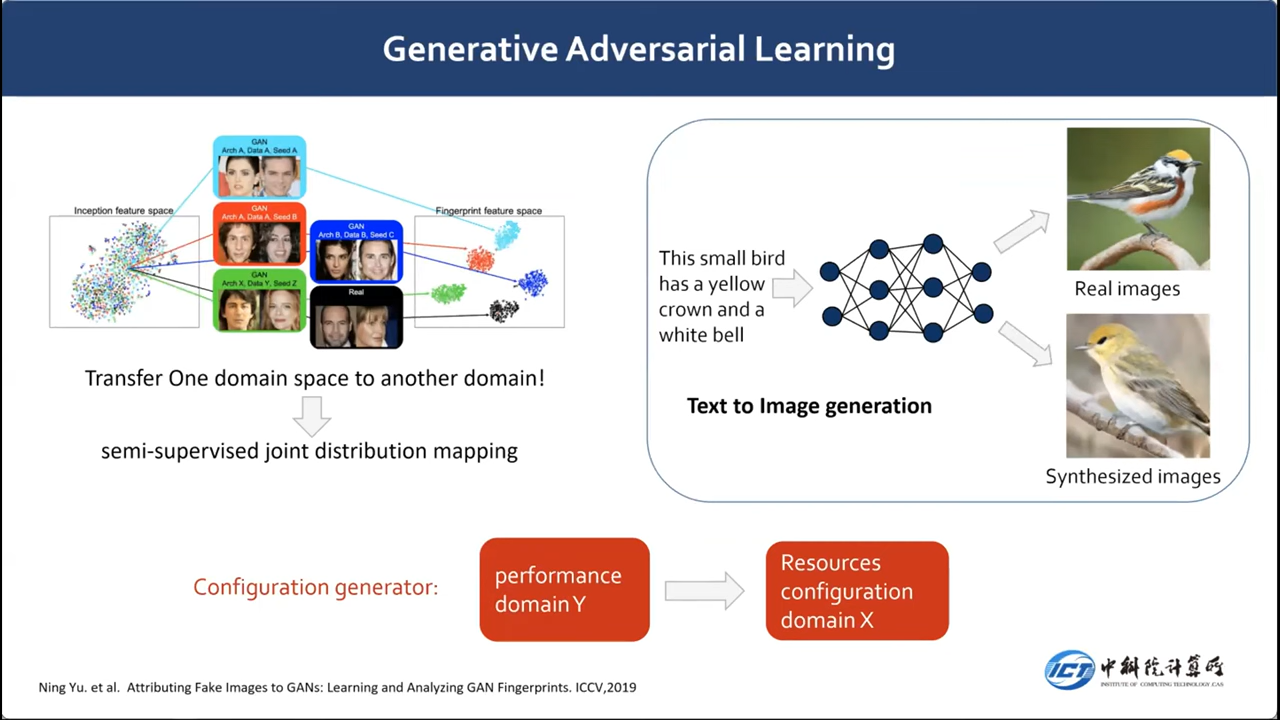 Generative Adversarial Learning
GAN
Arch A, Data A, Seed A
Inception feature space
GAN
Arch A, Data A, Seed B
GAN
Arch B, Data B, Seed C
Fingerprint feature space
GAN
Arch X, Data Y, Seed Z
Real
Transfer One domain space to another domain!
semi-supervised joint distribution mapping
This small bird
has a yellow
crown and a
white bell
Text to Image generation
Real images
Synthesized images
Configuration generator:
performance
domain Y
Resources
configuration
domain X
Ning Yu. et al. Attributing Fake Images to GANs: Learning and Analyzing GAN Fingerprints. ICCV,2019
ICT
中科院计算所
INSTITUTE OF COMPUTING TECHNOLOGY .CAS